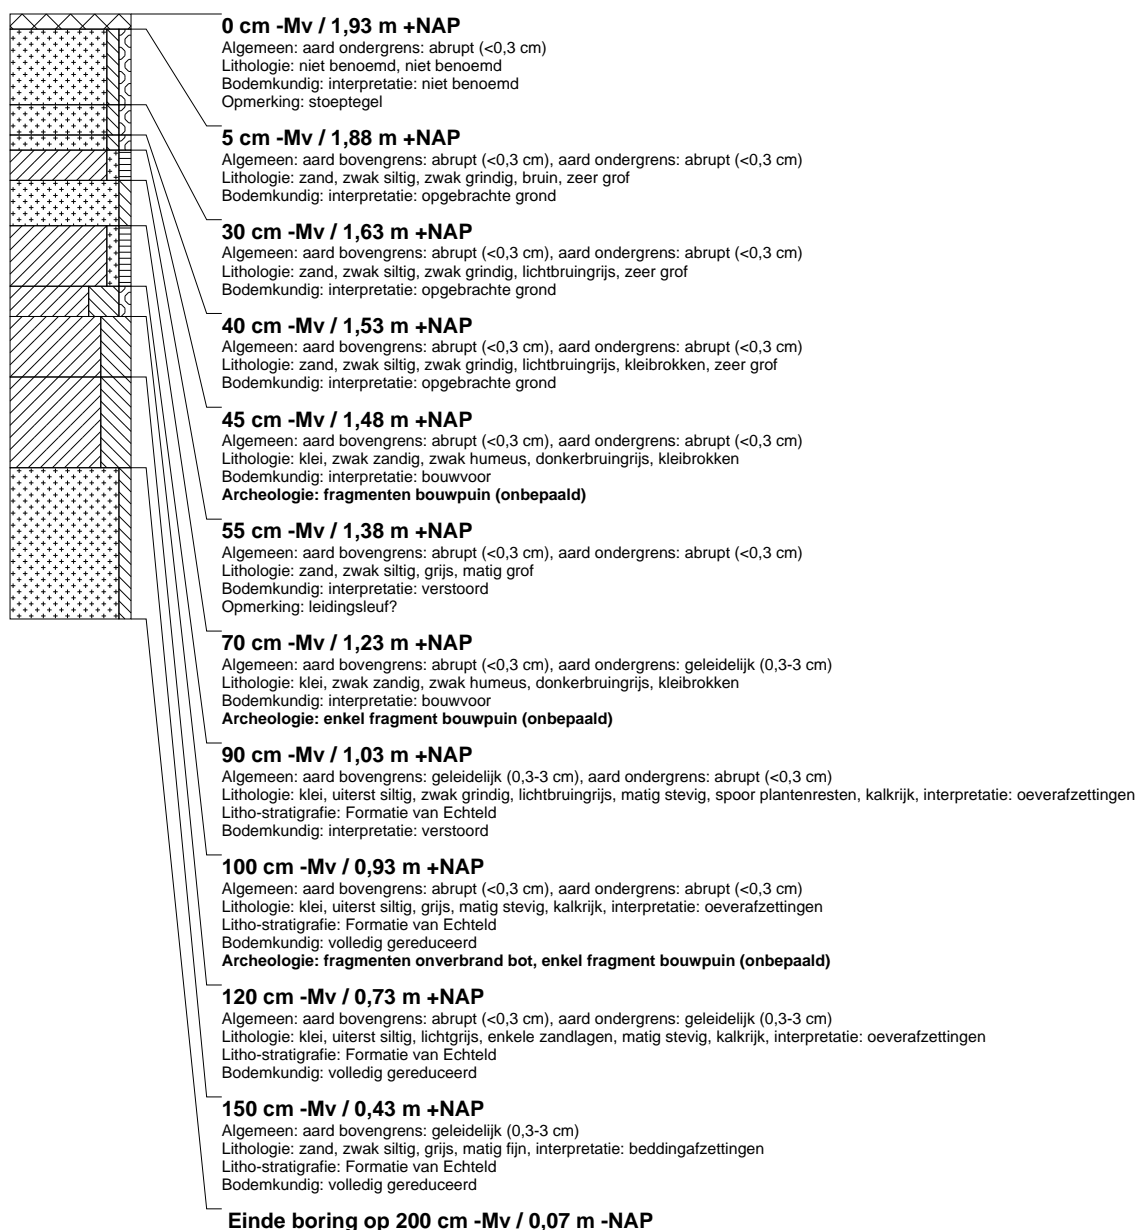 0 cm -Mv / 1,93 m +NAP
Algemeen: aard ondergrens: abrupt (<0,3 cm)
Lithologie: niet benoemd, niet benoemd
Bodemkundig: interpretatie: niet benoemd
Opmerking: stoeptegel
5 cm -Mv / 1,88 m +NAP
Algemeen: aard bovengrens: abrupt (<0,3 cm), aard ondergrens: abrupt (<0,3 cm)
Lithologie: zand, zwak siltig, zwak grindig, bruin, zeer grof
Bodemkundig: interpretatie: opgebrachte grond
30 cm -Mv / 1,63 m +NAP
Algemeen: aard bovengrens: abrupt (<0,3 cm), aard ondergrens: abrupt (<0,3 cm)
Lithologie: zand, zwak siltig, zwak grindig, lichtbruingrijs, zeer grof
Bodemkundig: interpretatie: opgebrachte grond
40 cm -Mv / 1,53 m +NAP
Algemeen: aard bovengrens: abrupt (<0,3 cm), aard ondergrens: abrupt (<0,3 cm)
Lithologie: zand, zwak siltig, zwak grindig, lichtbruingrijs, kleibrokken, zeer grof
Bodemkundig: interpretatie: opgebrachte grond
45 cm -Mv / 1,48 m +NAP
Algemeen: aard bovengrens: abrupt (<0,3 cm), aard ondergrens: abrupt (<0,3 cm)
Lithologie: klei, zwak zandig, zwak humeus, donkerbruingrijs, kleibrokken
Bodemkundig: interpretatie: bouwvoor
Archeologie: fragmenten bouwpuin (onbepaald)
55 cm -Mv / 1,38 m +NAP
Algemeen: aard bovengrens: abrupt (<0,3 cm), aard ondergrens: abrupt (<0,3 cm)
Lithologie: zand, zwak siltig, grijs, matig grof
Bodemkundig: interpretatie: verstoord
Opmerking: leidingsleuf?
70 cm -Mv / 1,23 m +NAP
Algemeen: aard bovengrens: abrupt (<0,3 cm), aard ondergrens: geleidelijk (0,3-3 cm)
Lithologie: klei, zwak zandig, zwak humeus, donkerbruingrijs, kleibrokken
Bodemkundig: interpretatie: bouwvoor
Archeologie: enkel fragment bouwpuin (onbepaald)
90 cm -Mv / 1,03 m +NAP
Algemeen: aard bovengrens: geleidelijk (0,3-3 cm), aard ondergrens: abrupt (<0,3 cm)
Lithologie: klei, uiterst siltig, zwak grindig, lichtbruingrijs, matig stevig, spoor plantenresten, kalkrijk, interpretatie: oeverafzettingen
Litho-stratigrafie: Formatie van Echteld
Bodemkundig: interpretatie: verstoord
100 cm -Mv / 0,93 m +NAP
Algemeen: aard bovengrens: abrupt (<0,3 cm), aard ondergrens: abrupt (<0,3 cm)
Lithologie: klei, uiterst siltig, grijs, matig stevig, kalkrijk, interpretatie: oeverafzettingen
Litho-stratigrafie: Formatie van Echteld
Bodemkundig: volledig gereduceerd
Archeologie: fragmenten onverbrand bot, enkel fragment bouwpuin (onbepaald)
120 cm -Mv / 0,73 m +NAP
Algemeen: aard bovengrens: abrupt (<0,3 cm), aard ondergrens: geleidelijk (0,3-3 cm)
Lithologie: klei, uiterst siltig, lichtgrijs, enkele zandlagen, matig stevig, kalkrijk, interpretatie: oeverafzettingen
Litho-stratigrafie: Formatie van Echteld
Bodemkundig: volledig gereduceerd
150 cm -Mv / 0,43 m +NAP
Algemeen: aard bovengrens: geleidelijk (0,3-3 cm)
Lithologie: zand, zwak siltig, grijs, matig fijn, interpretatie: beddingafzettingen
Litho-stratigrafie: Formatie van Echteld
Bodemkundig: volledig gereduceerd
Einde boring op 200 cm -Mv / 0,07 m -NAP